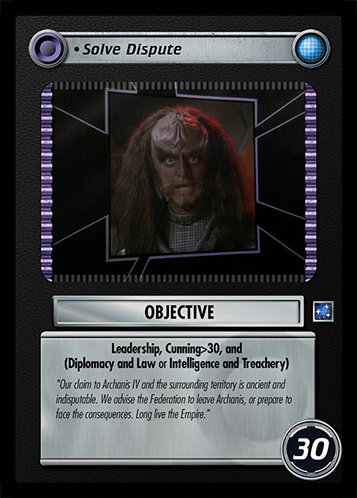 • Solve Dispute
OBJECTIVE
Leadership, Cunning>30, and
(Diplomacy and Law or Intelligence and Treachery)
"Our claim to Archanis IV and the surrounding territory is ancient and
indisputable. We advise the Federation to leave Archanis, or prepare to
face the consequences. Long live the Empire."
30